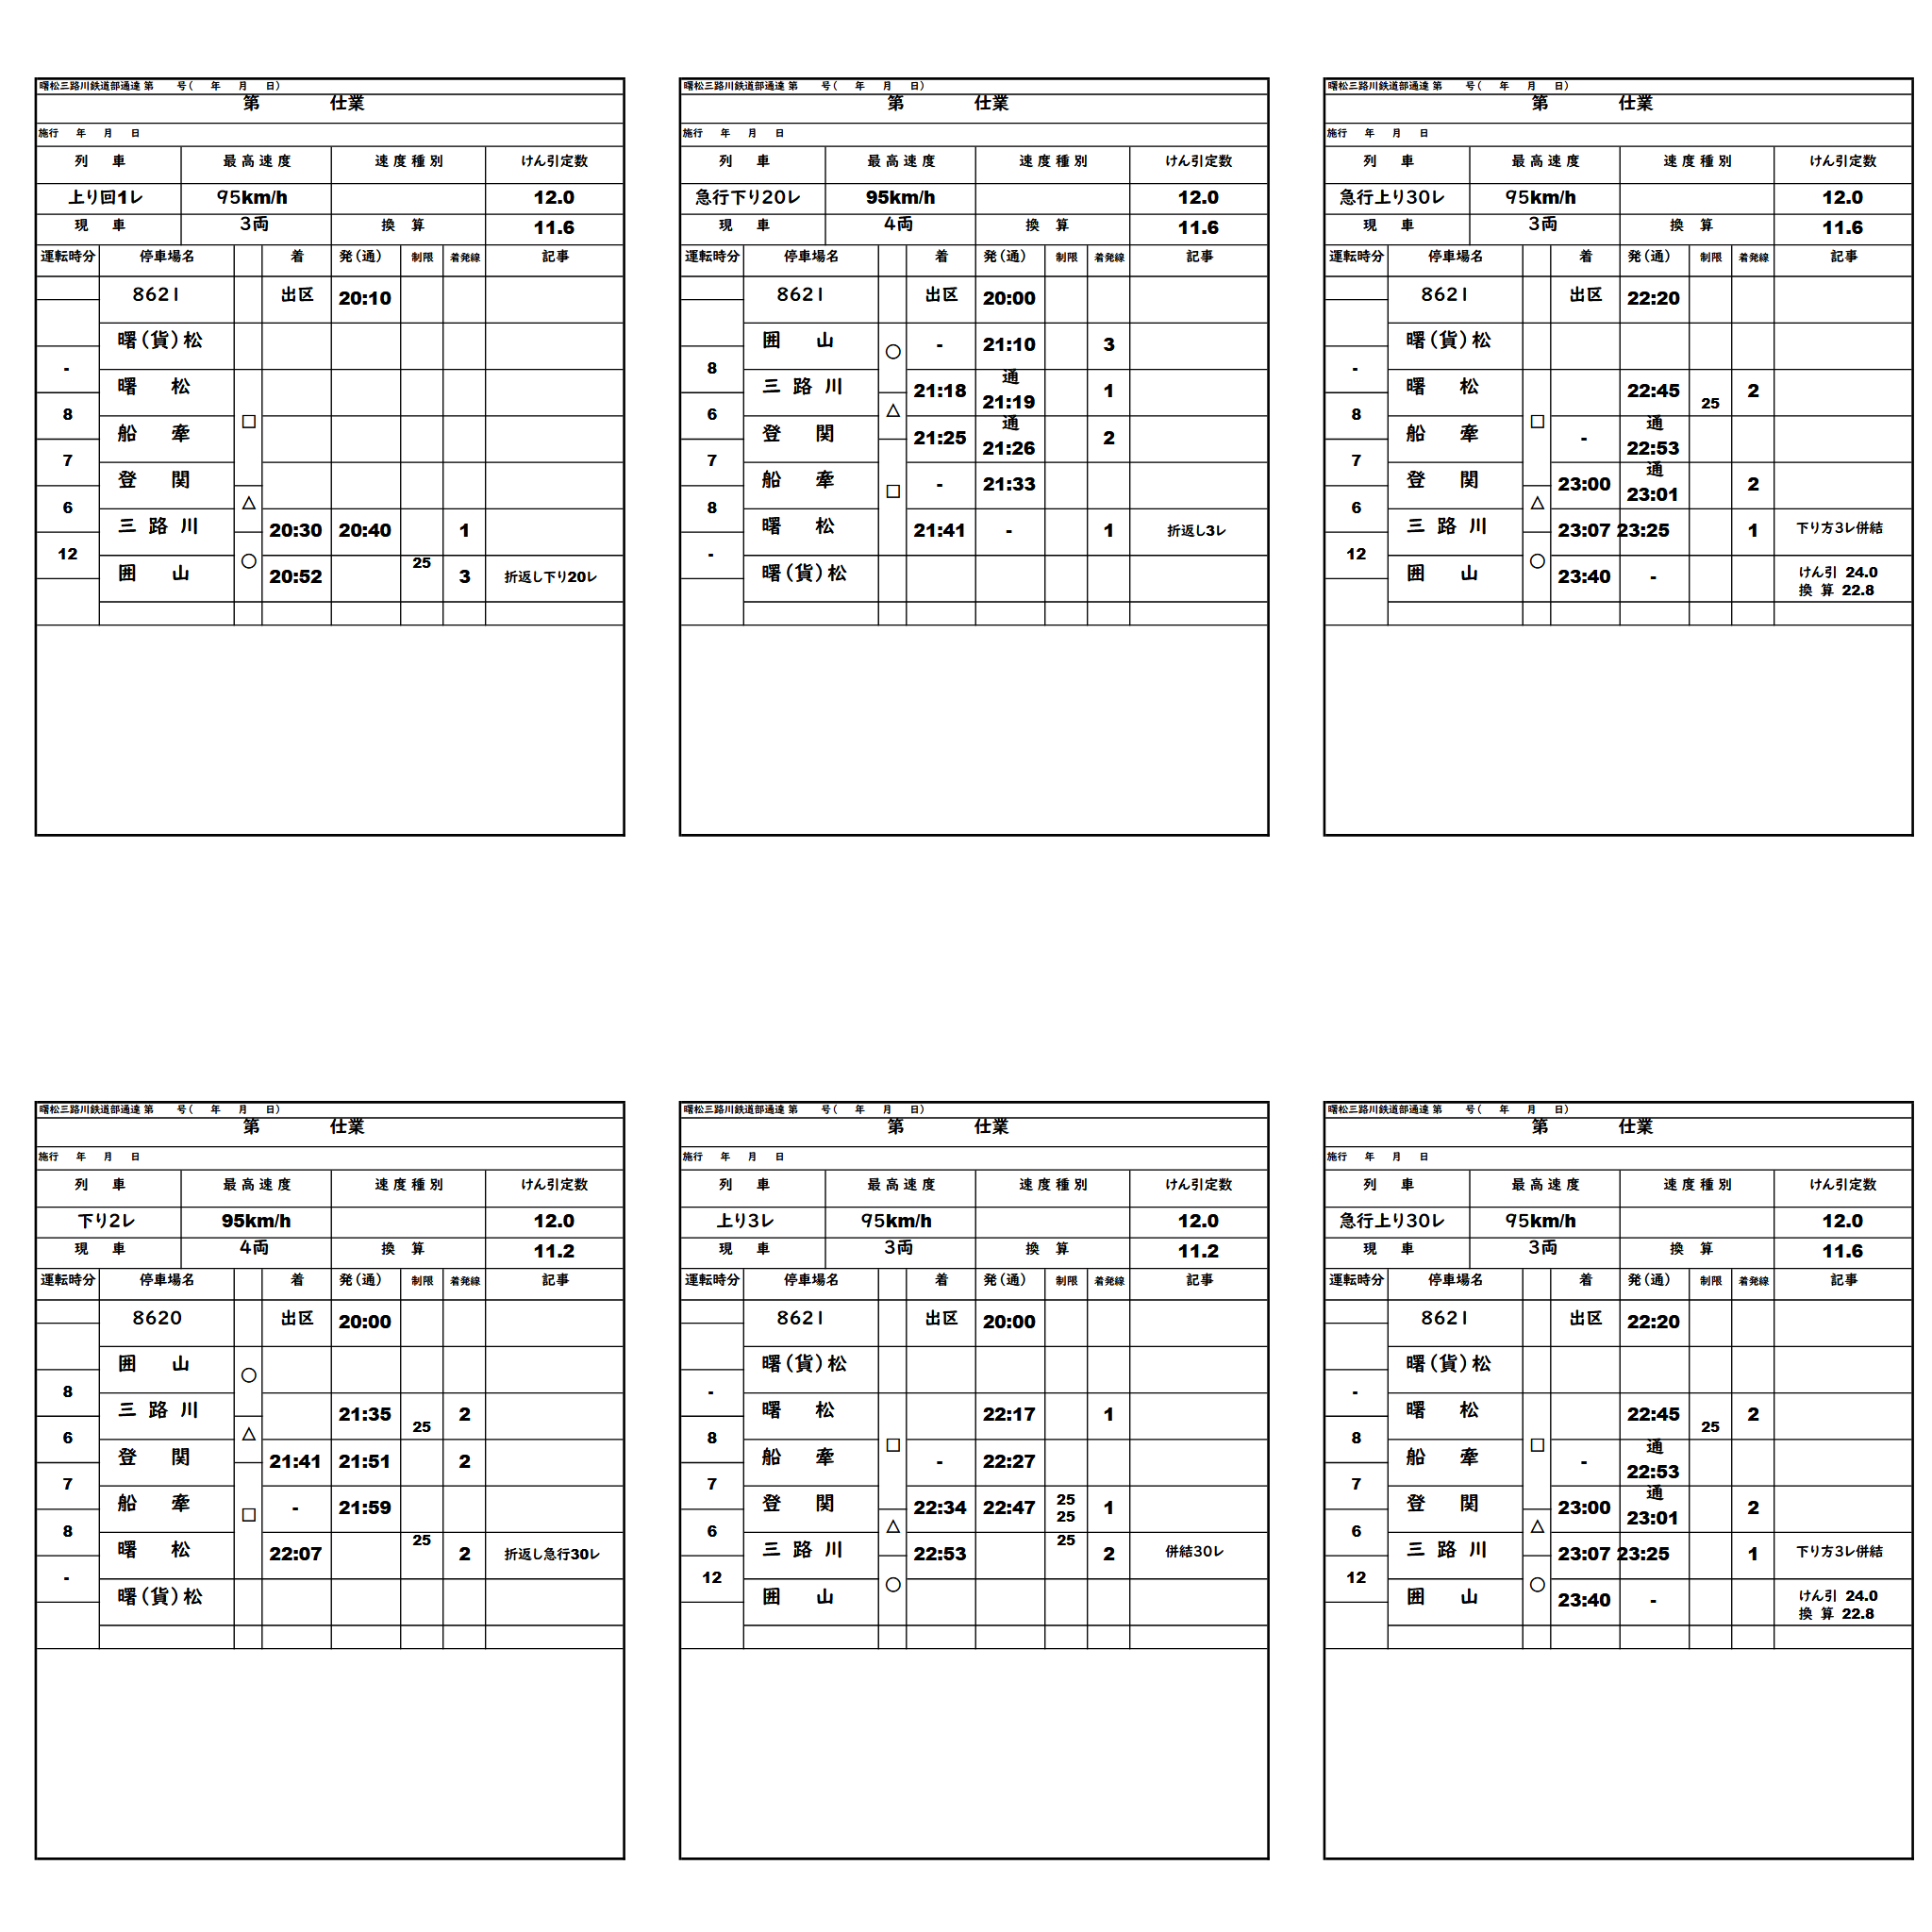 曙松三路川鉄道部通達 第 号( 年 月 日)
第 仕業
施行 年 月 日
列 車 最高速度 速度種別 けん引定数
上り回1レ 95km/h 12.0
現 車 3両 換 算 11.6
運転時分 停車場名 着 発(通) 制限 着発線 記事
8621 出区 20:10
曙(貨)松
-
曙 松
8 □
船 牽
7
登 関
6 △
三路川 20:30 20:40 1
12 ○ 25
囲 山 20:52 3 折返し下り20レ
曙松三路川鉄道部通達 第 号( 年 月 日)
第 仕業
施行 年 月 日
列 車 最高速度 速度種別 けん引定数
急行下り20レ 95km/h 12.0
現 車 4両 換 算 11.6
運転時分 停車場名 着 発(通) 制限 着発線 記事
8621 出区 20:00
囲 山 ○ - 21:10 3
8 通
三路川 21:18 21:19 1
6 △ 通
登 関 21:25 21:26 2
7
船 牽 □ - 21:33
8
曙 松 21:41 - 1 折返し3レ
-
曙(貨)松
曙松三路川鉄道部通達 第 号( 年 月 日)
第 仕業
施行 年 月 日
列 車 最高速度 速度種別 けん引定数
急行上り30レ 95km/h 12.0
現 車 3両 換 算 11.6
運転時分 停車場名 着 発(通) 制限 着発線 記事
8621 出区 22:20
曙(貨)松
-
曙 松 22:45 25 2
8 □ 通
船 牽 - 22:53
7 通
登 関 23:00 23:01 2
6 △
三路川 23:07 23:25 1 下り方3レ併結
12 ○
囲 山 23:40 - けん引 24.0
換 算 22.8
曙松三路川鉄道部通達 第 号( 年 月 日)
第 仕業
施行 年 月 日
列 車 最高速度 速度種別 けん引定数
下り2レ 95km/h 12.0
現 車 4両 換 算 11.2
運転時分 停車場名 着 発(通) 制限 着発線 記事
8620 出区 20:00
囲 山 ○
8
三路川 21:35 25 2
6 △
登 関 21:41 21:51 2
7
船 牽 □ - 21:59
8 25
曙 松 22:07 2 折返し急行30レ
-
曙(貨)松
曙松三路川鉄道部通達 第 号( 年 月 日)
第 仕業
施行 年 月 日
列 車 最高速度 速度種別 けん引定数
上り3レ 95km/h 12.0
現 車 3両 換 算 11.2
運転時分 停車場名 着 発(通) 制限 着発線 記事
8621 出区 20:00
曙(貨)松
-
曙 松 22:17 1
8 □
船 牽 - 22:27
7 25
登 関 22:34 22:47 25 1
6 △ 25
三路川 22:53 2 併結30レ
12 ○
囲 山
曙松三路川鉄道部通達 第 号( 年 月 日)
第 仕業
施行 年 月 日
列 車 最高速度 速度種別 けん引定数
急行上り30レ 95km/h 12.0
現 車 3両 換 算 11.6
運転時分 停車場名 着 発(通) 制限 着発線 記事
8621 出区 22:20
曙(貨)松
-
曙 松 22:45 25 2
8 □ 通
船 牽 - 22:53
7 通
登 関 23:00 23:01 2
6 △
三路川 23:07 23:25 1 下り方3レ併結
12 ○
囲 山 23:40 - けん引 24.0
換 算 22.8